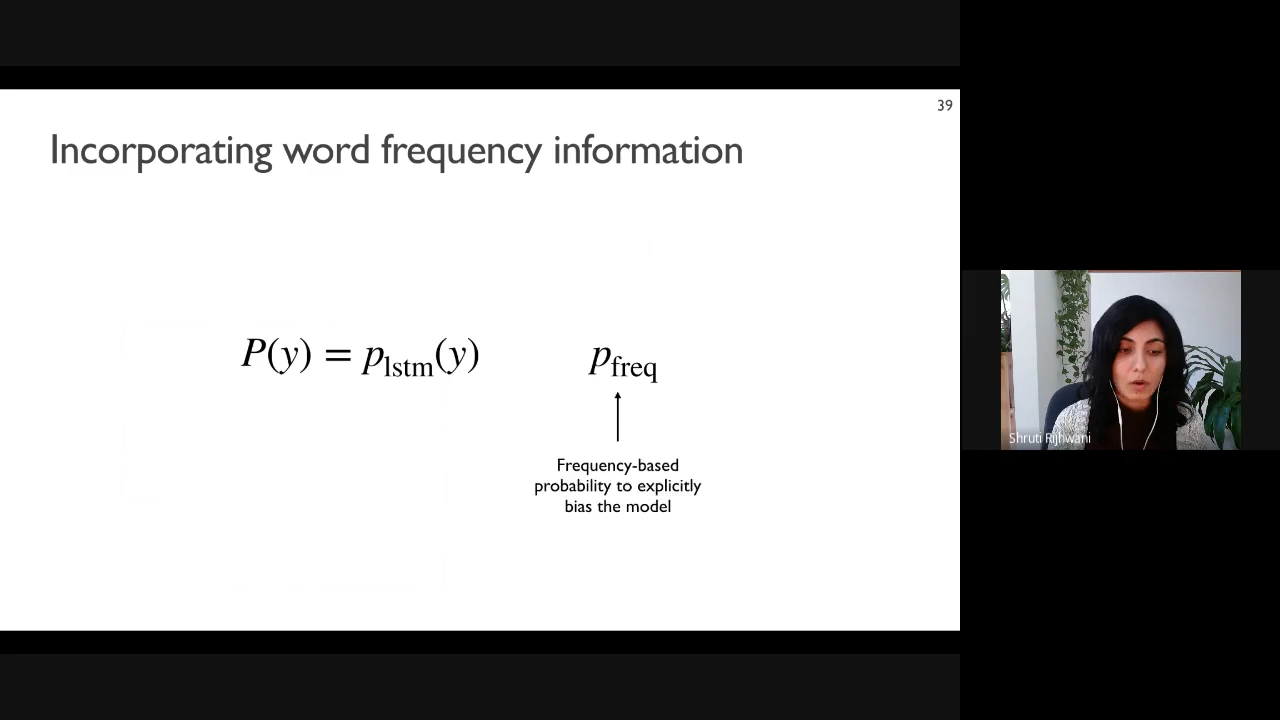 39
Incorporating word frequency information
P(y) = p_lstm(y) p_freq
Frequency-based
probability to explicitly
bias the model
Shruti Rijhwani